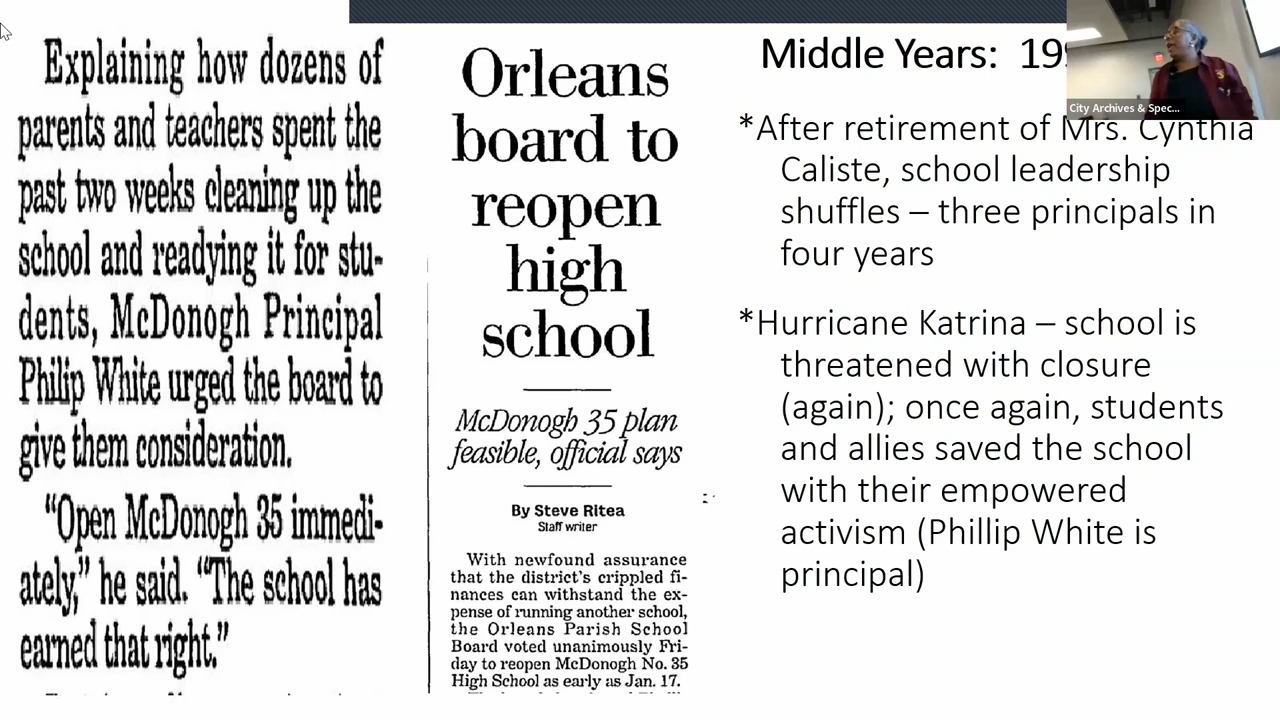 Explaining how dozens of
parents and teachers spent the
past two weeks cleaning up the
school and readying it for stu-
dents, McDonogh Principal
Philip White urged the board to
give them consideration.
“Open McDonogh 35 immedi-
ately,” he said. “The school has
earned that right.”
Orleans
board to
reopen
high
school
McDonogh 35 plan
feasible, official says
By Steve Ritea
Staff writer
With newfound assurance
that the district’s crippled fi-
nances can withstand the ex-
pense of running another school,
the Orleans Parish School
Board voted unanimously Fri-
day to reopen McDonogh No. 35
High School as early as Jan. 17.
Middle Years:
City Archives & Spec...
*After retirement of Mrs. Cynthia
Caliste, school leadership
shuffles – three principals in
four years
*Hurricane Katrina – school is
threatened with closure
(again); once again, students
and allies saved the school
with their empowered
activism (Phillip White is
principal)